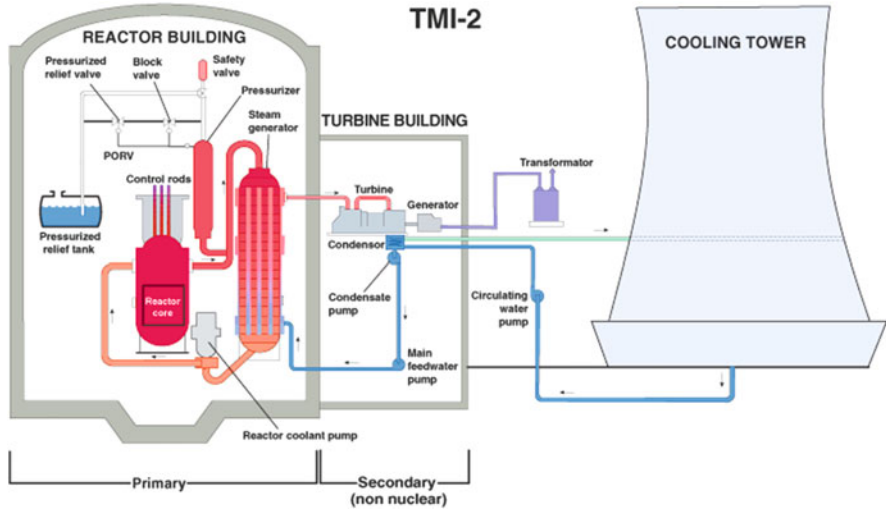 TMI-2
REACTOR BUILDING
COOLING TOWER
Pressurized
relief valve
Block
valve
Safety
valve
Pressurizer
Steam
generator
TURBINE BUILDING
PORV
Control rods
Turbine
Generator
Transformator
Pressurized
relief tank
Condensor
Reactor
core
Condensate
pump
Circulating
water
pump
Main
feedwater
pump
Reactor coolant pump
Primary
Secondary
(non nuclear)